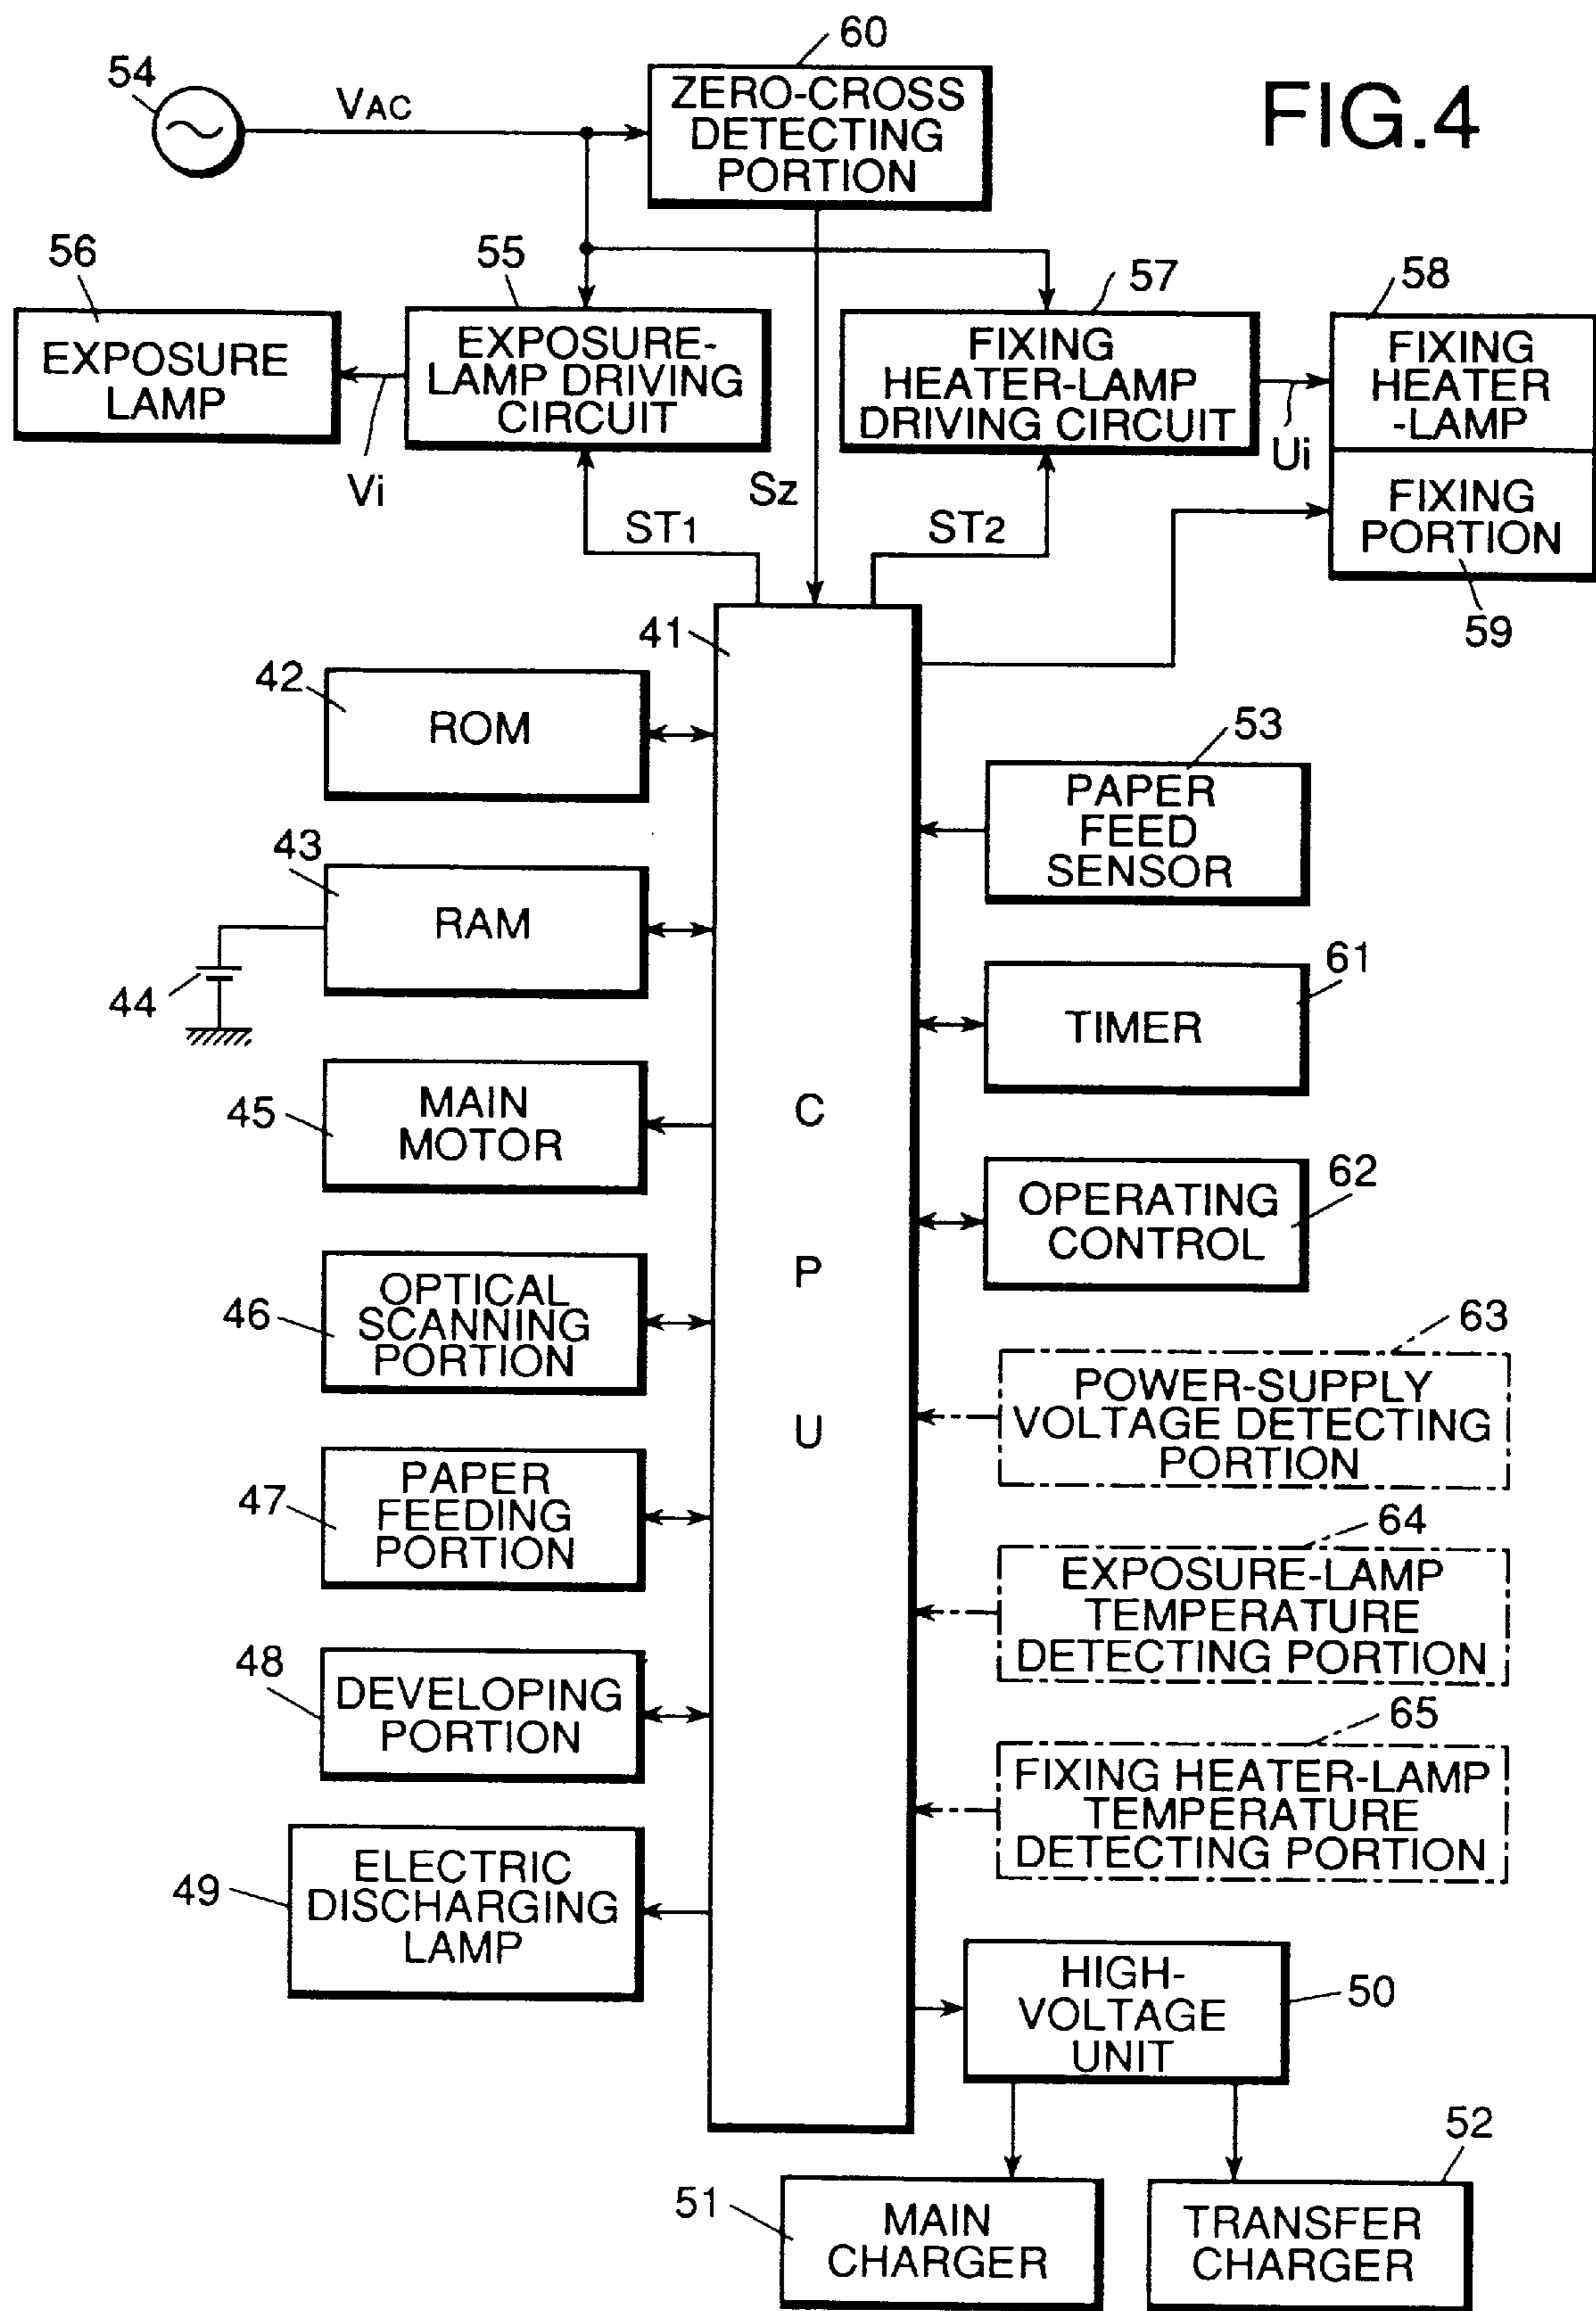 FIG.4
60
54
VAC
ZERO-CROSS
DETECTING
PORTION
56
55
57
58
EXPOSURE
LAMP
EXPOSURE-
LAMP DRIVING
CIRCUIT
FIXING
HEATER-LAMP
DRIVING CIRCUIT
FIXING
HEATER
-LAMP
Vi
Sz
Ui
ST1
ST2
FIXING
PORTION
59
41
42
ROM
53
PAPER
FEED
SENSOR
43
RAM
44
61
TIMER
45
MAIN
MOTOR
C
P
U
62
OPERATING
CONTROL
46
OPTICAL
SCANNING
PORTION
63
POWER-SUPPLY
VOLTAGE DETECTING
PORTION
47
PAPER
FEEDING
PORTION
64
EXPOSURE-LAMP
TEMPERATURE
DETECTING PORTION
48
DEVELOPING
PORTION
65
FIXING HEATER-LAMP
TEMPERATURE
DETECTING PORTION
49
ELECTRIC
DISCHARGING
LAMP
HIGH-
VOLTAGE
UNIT
50
51
MAIN
CHARGER
52
TRANSFER
CHARGER